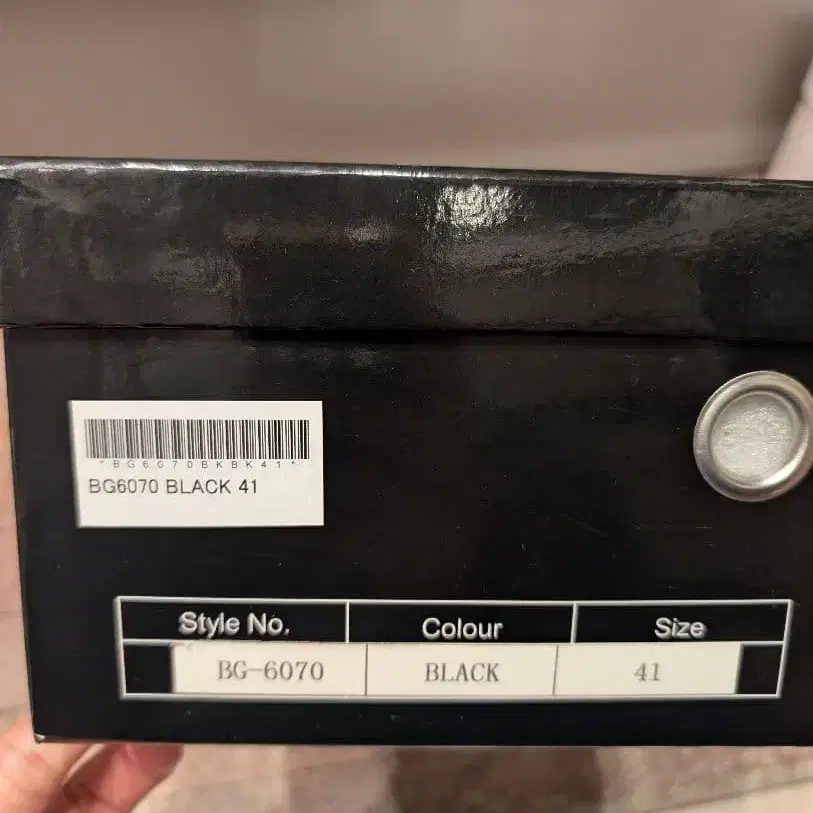 *BG6070BKBK41*
BG6070 BLACK 41
Style No. Colour Size
BG-6070 BLACK 41